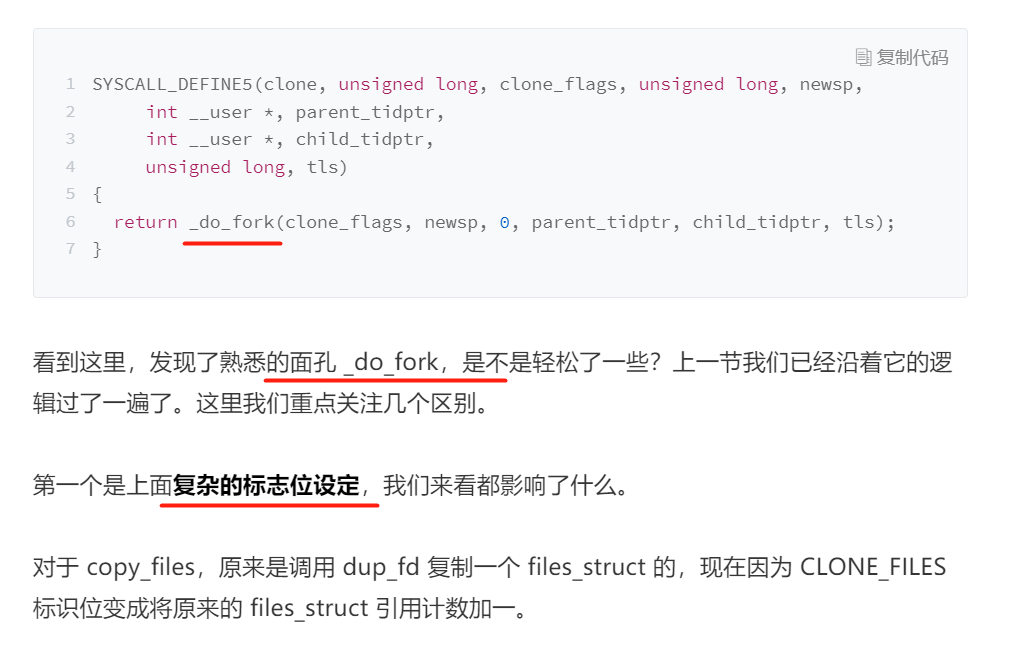 复制代码
1 SYSCALL_DEFINE5(clone, unsigned long, clone_flags, unsigned long, newsp,
2 int __user *, parent_tidptr,
3 int __user *, child_tidptr,
4 unsigned long, tls)
5 {
6 return _do_fork(clone_flags, newsp, 0, parent_tidptr, child_tidptr, tls);
7 }
看到这里，发现了熟悉的面孔 _do_fork，是不是轻松了一些？上一节我们已经沿着它的逻
辑过了一遍了。这里我们重点关注几个区别。
第一个是上面复杂的标志位设定，我们来看都影响了什么。
对于 copy_files，原来是调用 dup_fd 复制一个 files_struct 的，现在因为 CLONE_FILES
标识位变成将原来的 files_struct 引用计数加一。